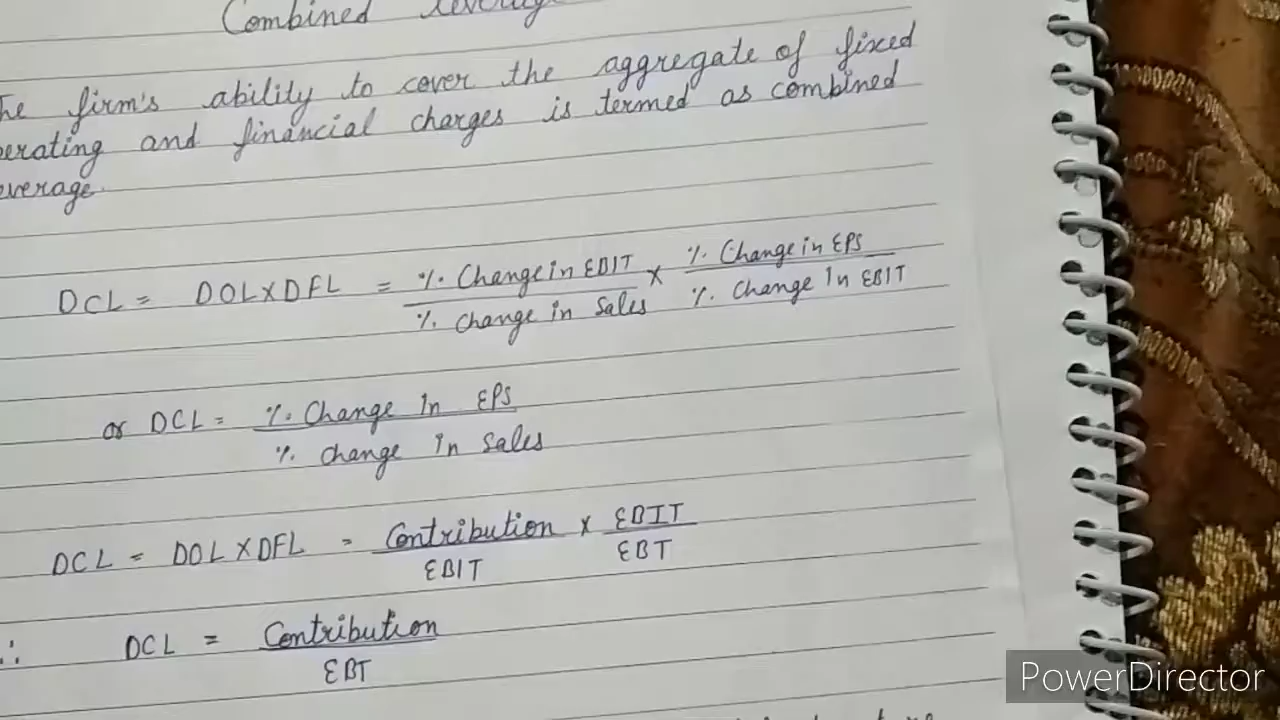 Combined Leverage
The firm's ability to cover the aggregate of fixed
perating and financial charges is termed as combined
everage.
DCL = DOL X DFL = % Change in EBIT / % Change in Sales x % Change in EPS / % Change In EBIT
or DCL = % Change In EPS / % Change In Sales
DCL = DOL X DFL = Contribution / EBIT x EBIT / EBT
∴ DCL = Contribution / EBT
PowerDirector